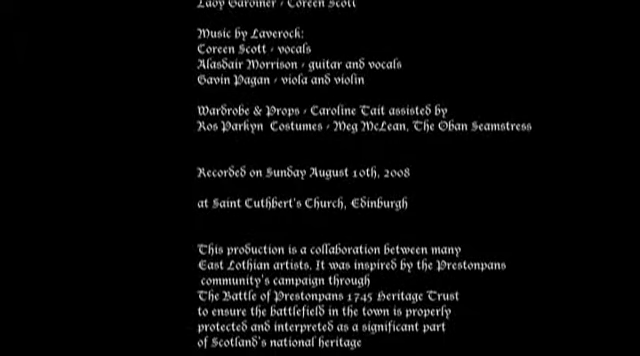 Lady Gardiner - Coreen Scott
Music by Laverock:
Coreen Scott - vocals
Alasdair Morrison - guitar and vocals
Gavin Pagan - viola and violin
Wardrobe & Props - Caroline Tait assisted by
Ros Parkyn Costumes - Meg McLean, The Oban Seamstress
Recorded on Sunday August 10th, 2008
at Saint Cuthbert's Church, Edinburgh
This production is a collaboration between many
East Lothian artists. It was inspired by the Prestonpans
community's campaign through
The Battle of Prestonpans 1745 Heritage Trust
to ensure the battlefield in the town is properly
protected and interpreted as a significant part
of Scotland's national heritage